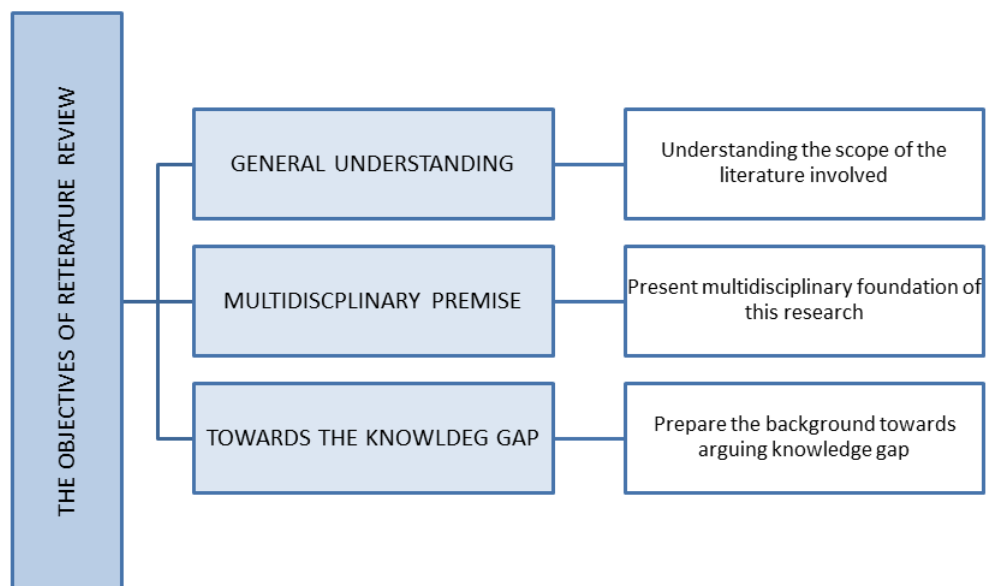 THE OBJECTIVES OF RETERATURE REVIEW
GENERAL UNDERSTANDING
Understanding the scope of the
literature involved
MULTIDISCPLINARY PREMISE
Present multidisciplinary foundation of
this research
TOWARDS THE KNOWLDEG GAP
Prepare the background towards
arguing knowledge gap